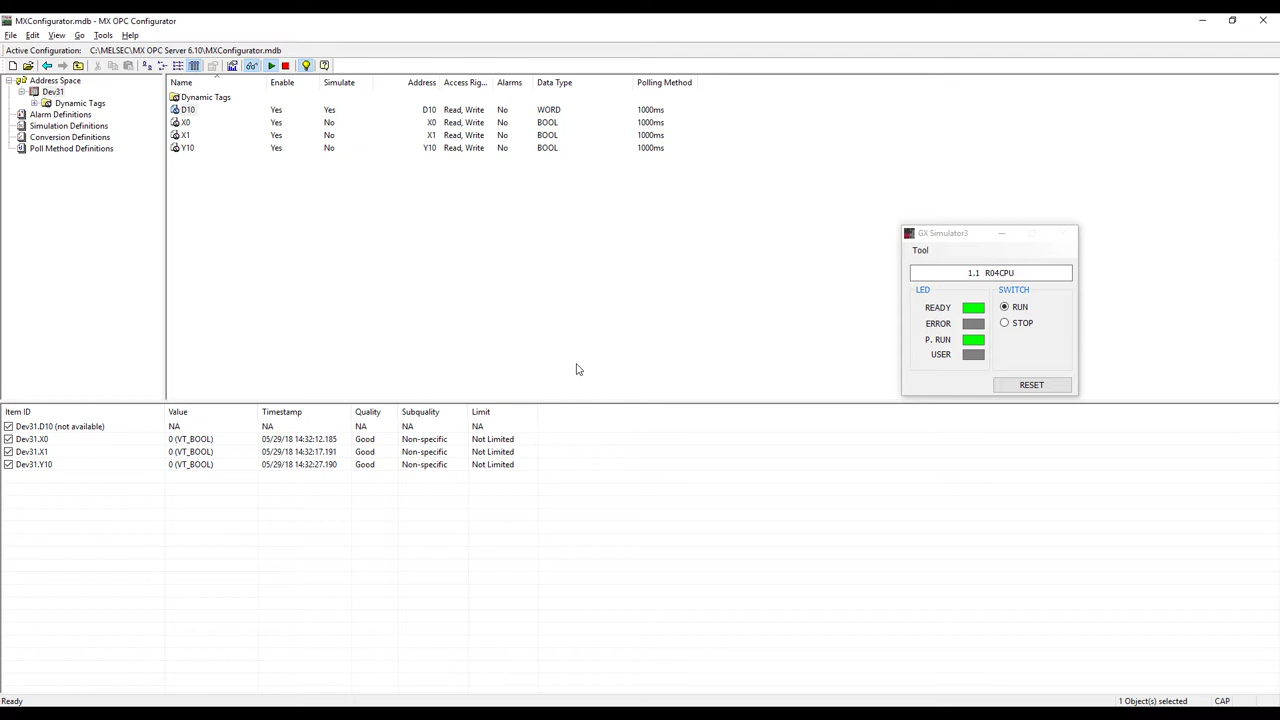 MXConfigurator.mdb - MX OPC Configurator
File Edit View Go Tools Help
Active Configuration: C:\MELSEC\MX OPC Server 6.10\MXConfigurator.mdb
Address Space
Dev31
Dynamic Tags
Alarm Definitions
Simulation Definitions
Conversion Definitions
Poll Method Definitions
Name Enable Simulate Address Access Rig... Alarms Data Type Polling Method
Dynamic Tags
D10 Yes Yes D10 Read, Write No WORD 1000ms
X0 Yes No X0 Read, Write No BOOL 1000ms
X1 Yes No X1 Read, Write No BOOL 1000ms
Y10 Yes No Y10 Read, Write No BOOL 1000ms
GX Simulator3
Tool
1.1 R04CPU
LED SWITCH
READY RUN
ERROR STOP
P. RUN
USER
RESET
Item ID Value Timestamp Quality Subquality Limit
Dev31.D10 (not available) NA NA NA NA NA
Dev31.X0 0 (VT_BOOL) 05/29/18 14:32:12.185 Good Non-specific Not Limited
Dev31.X1 0 (VT_BOOL) 05/29/18 14:32:17.191 Good Non-specific Not Limited
Dev31.Y10 0 (VT_BOOL) 05/29/18 14:32:27.190 Good Non-specific Not Limited
Ready 1 Object(s) selected CAP